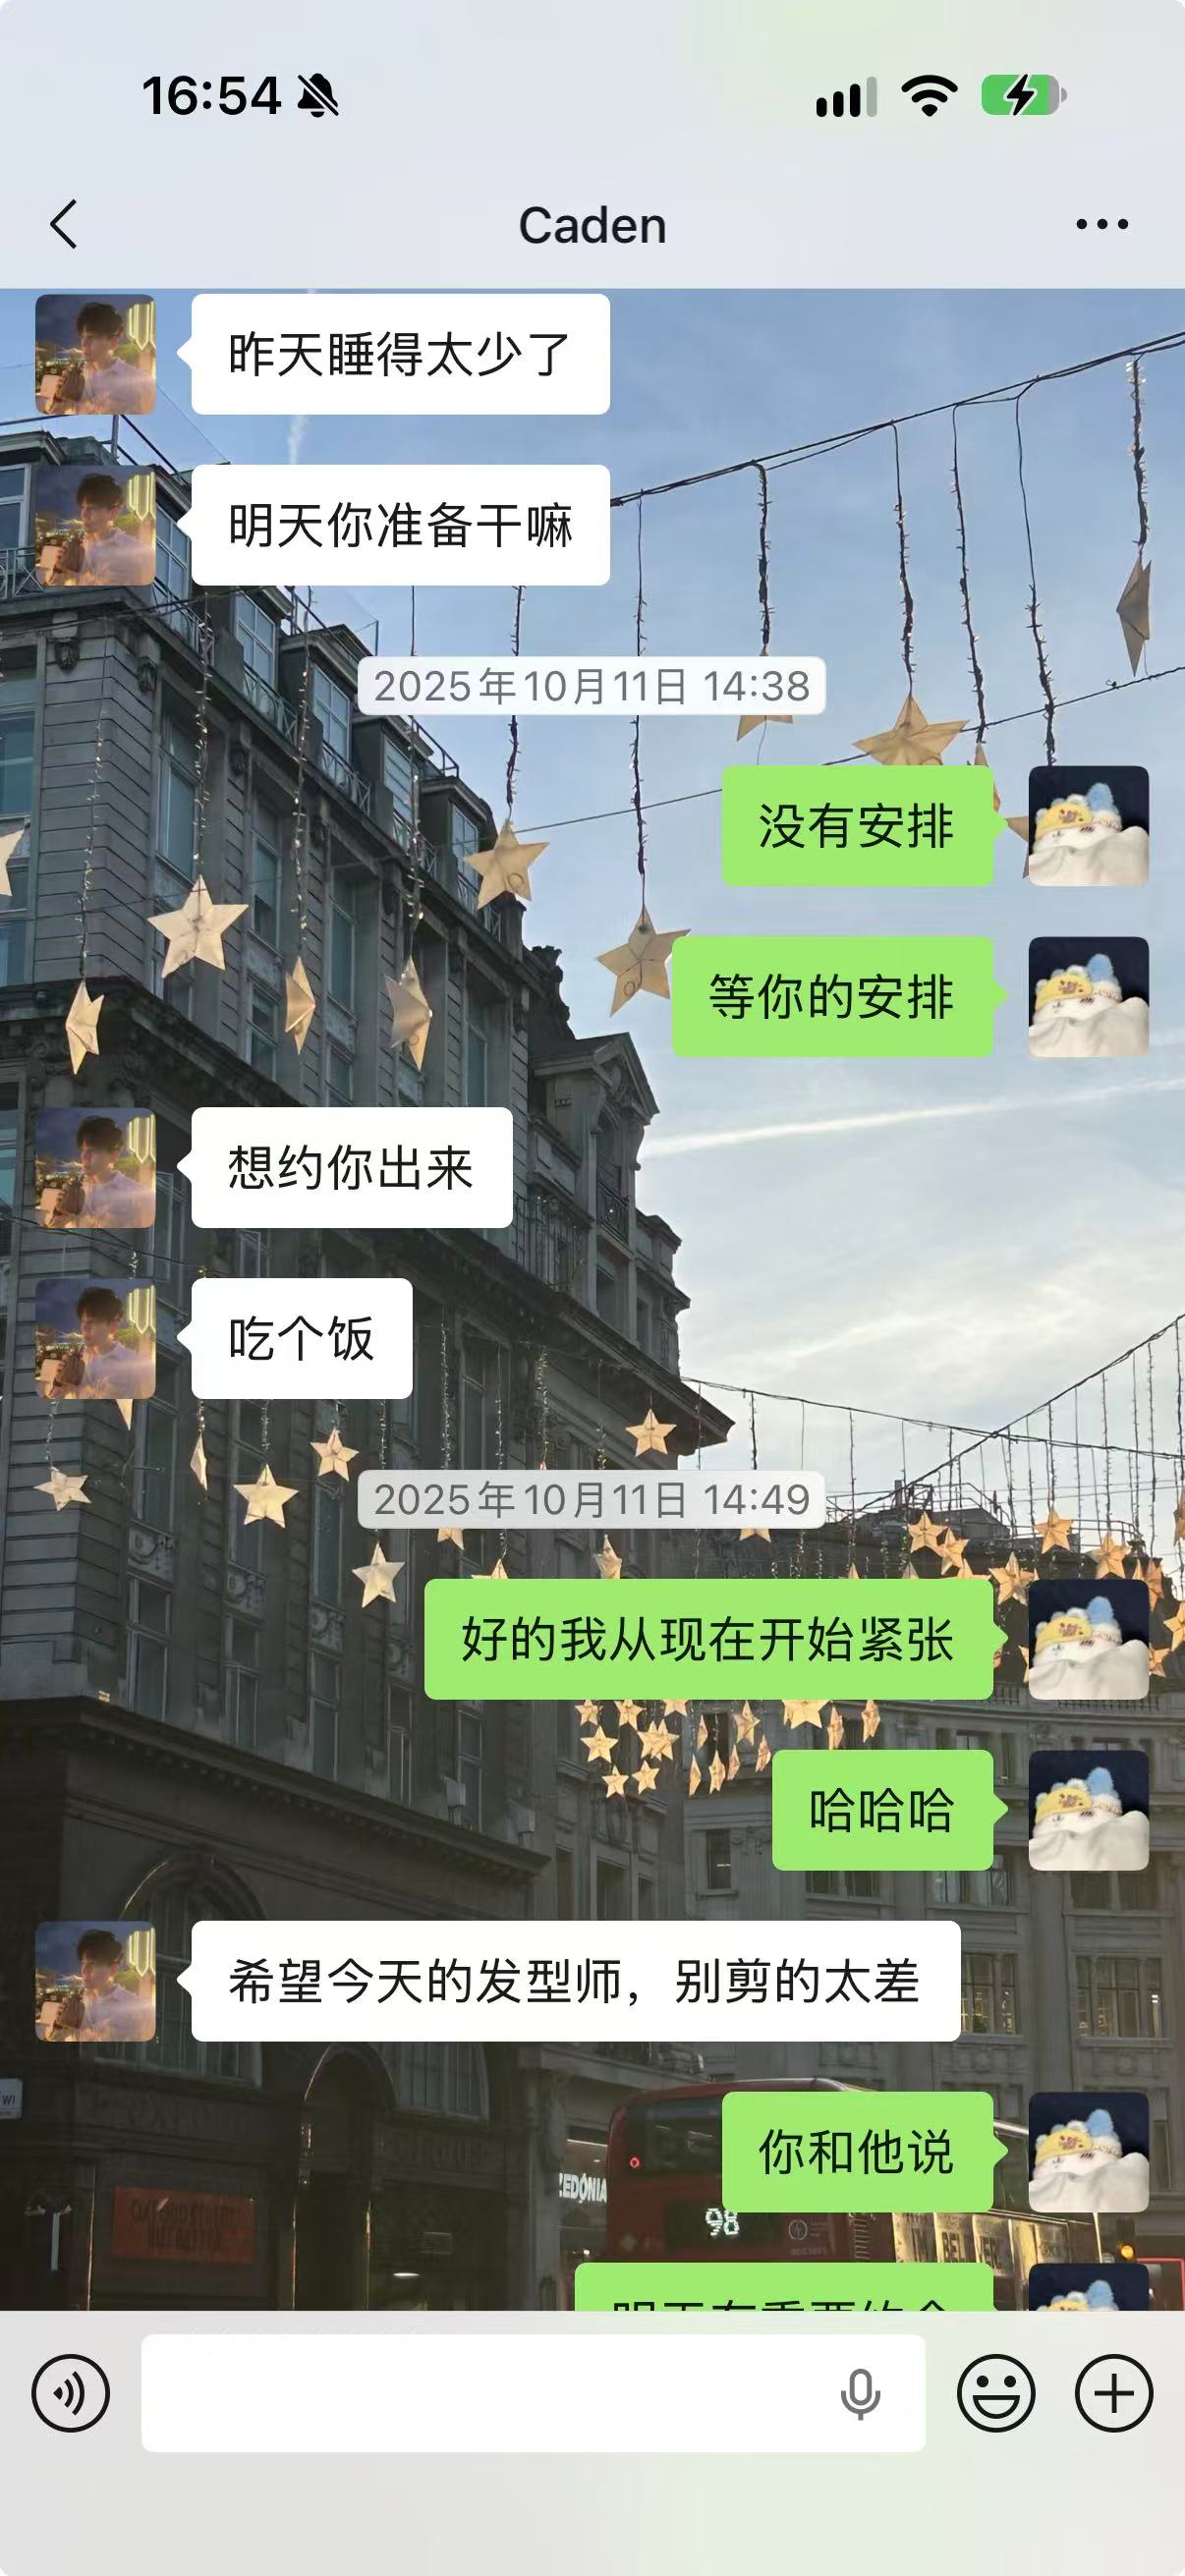 16:54
Caden
昨天睡得太少了
明天你准备干嘛
2025年10月11日 14:38
没有安排
等你的安排
想约你出来
吃个饭
2025年10月11日 14:49
好的我从现在开始紧张
哈哈哈
希望今天的发型师，别剪的太差
你和他说
98